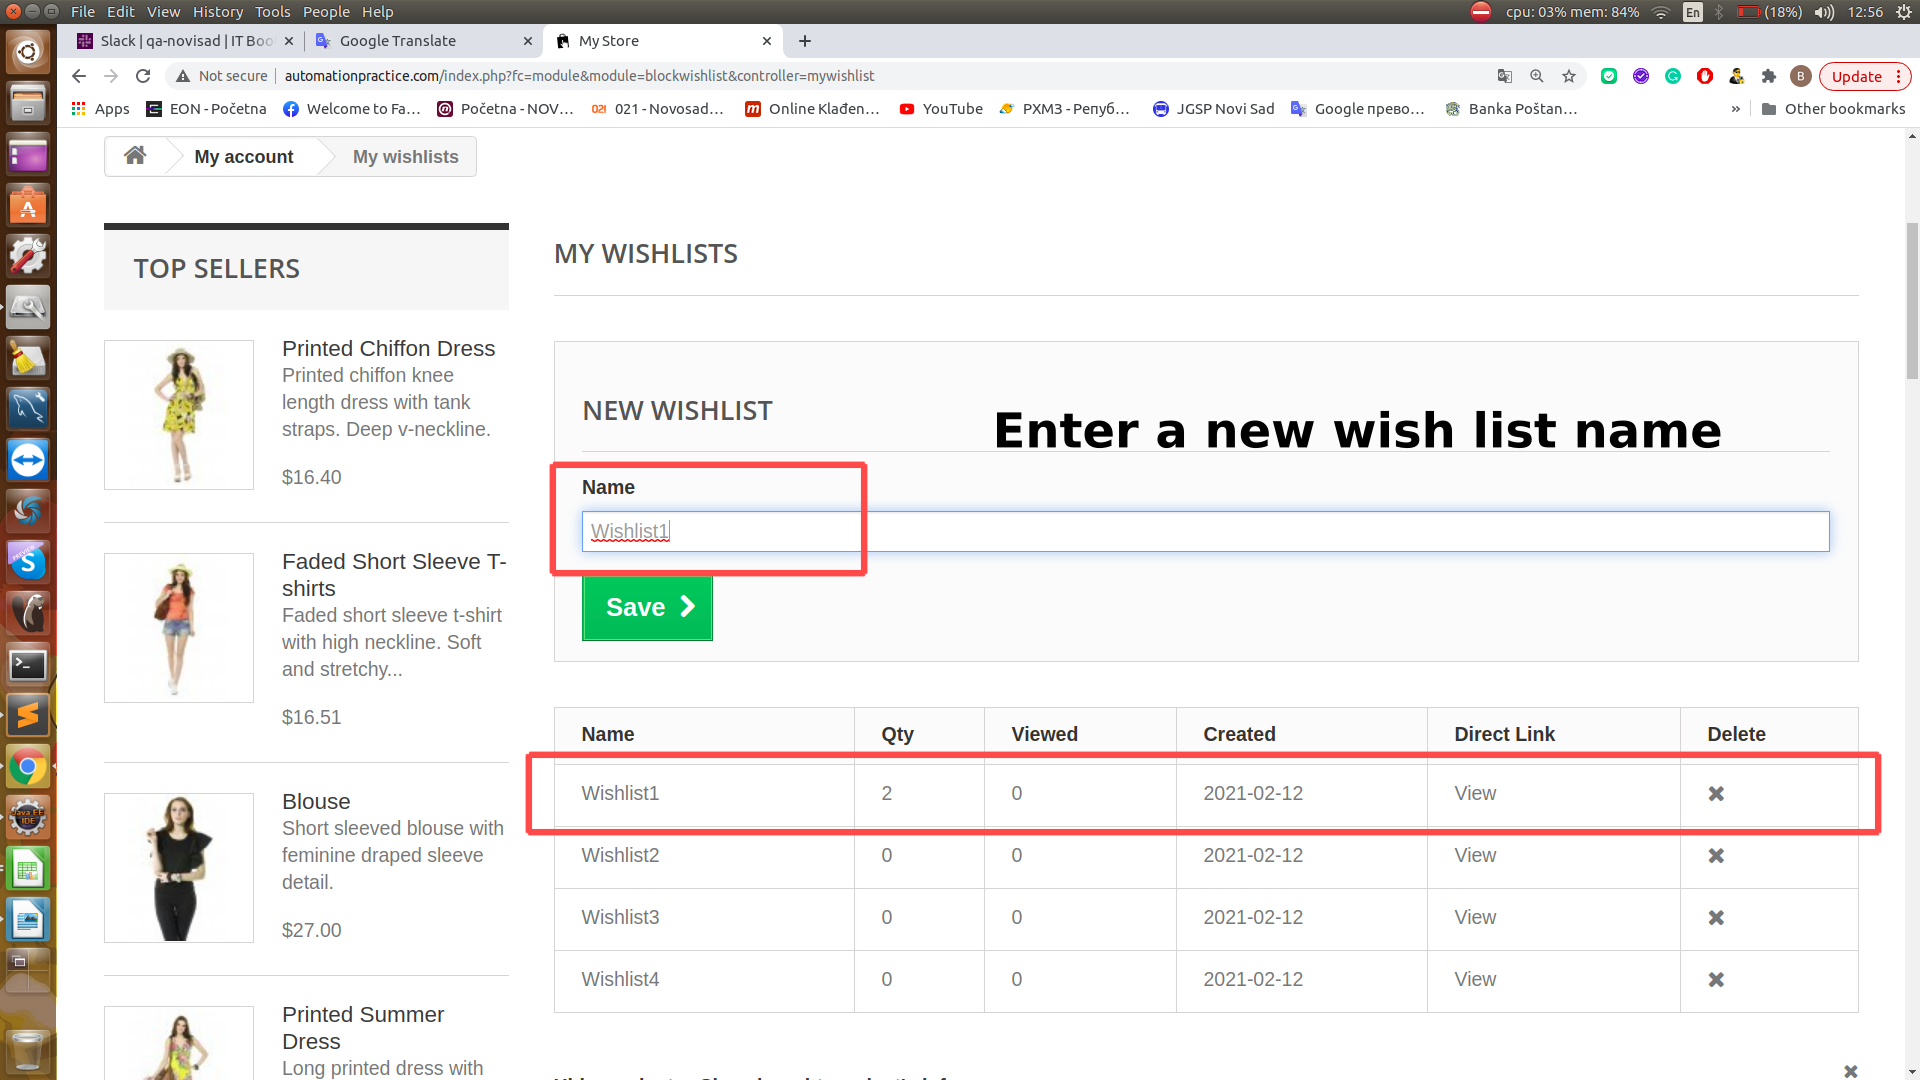 File Edit View History Tools People Help
cpu: 03% mem: 84% En (18%) 12:56
Slack | qa-novisad | IT Boo
Google Translate
My Store
Not secure automationpractice.com/index.php?fc=module&module=blockwishlist&controller=mywishlist
B Update
Apps EON - Početna Welcome to Fa... Početna - NOV... 021 - Novosad... Online Klađen... YouTube РХМЗ - Репуб... JGSP Novi Sad Google прево... Banka Poštan... » Other bookmarks
My account My wishlists
TOP SELLERS
Printed Chiffon Dress
Printed chiffon knee
length dress with tank
straps. Deep v-neckline.
$16.40
Faded Short Sleeve T-
shirts
Faded short sleeve t-shirt
with high neckline. Soft
and stretchy...
$16.51
Blouse
Short sleeved blouse with
feminine draped sleeve
detail.
$27.00
Printed Summer
Dress
Long printed dress with
MY WISHLISTS
NEW WISHLIST
Enter a new wish list name
Name
Wishlist1
Save
Name Qty Viewed Created Direct Link Delete
Wishlist1 2 0 2021-02-12 View
Wishlist2 0 0 2021-02-12 View
Wishlist3 0 0 2021-02-12 View
Wishlist4 0 0 2021-02-12 View